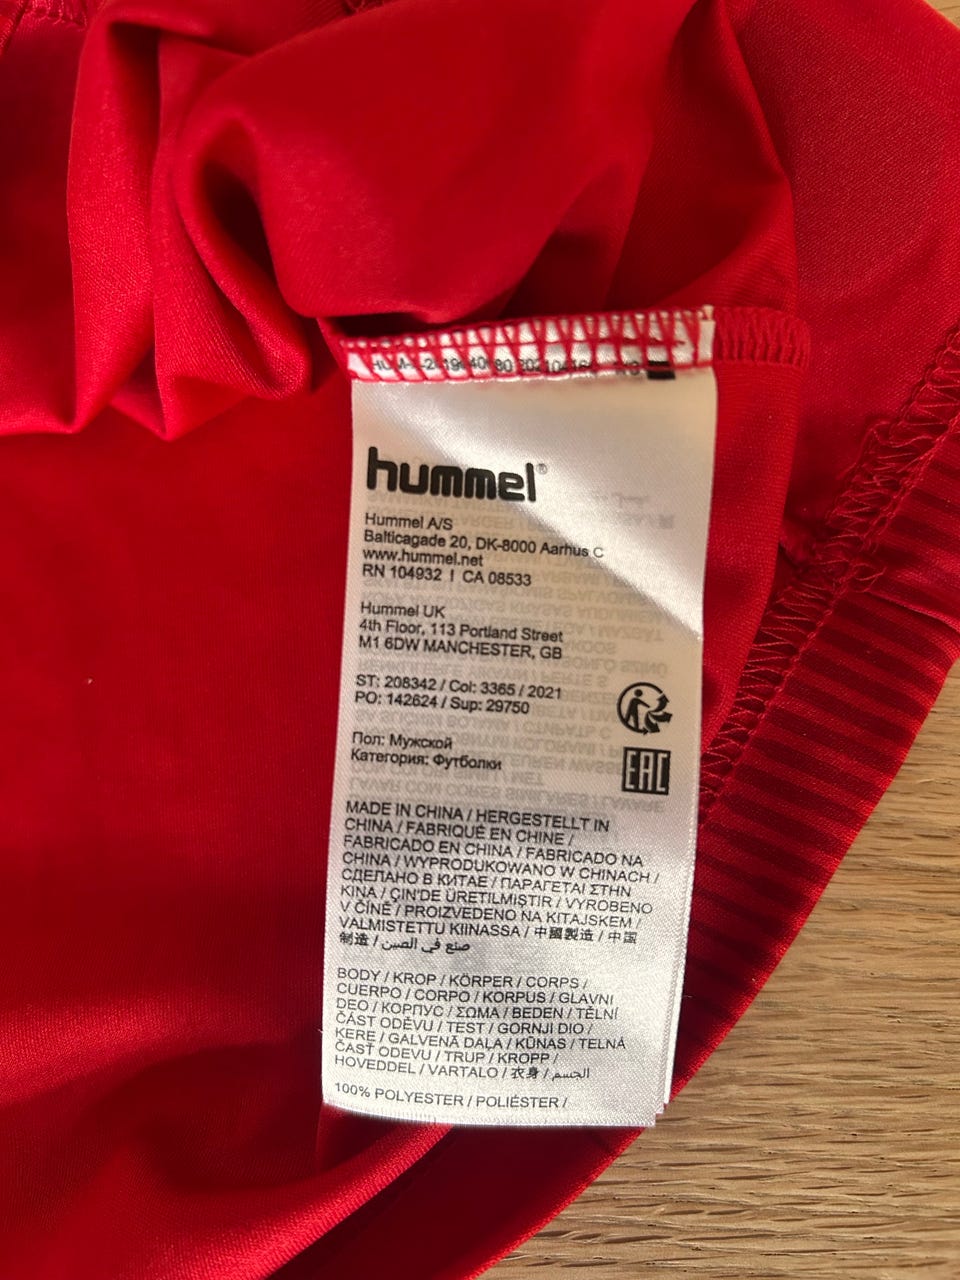 hummel®
Hummel A/S
Balticagade 20, DK-8000 Aarhus C
www.hummel.net
RN 104932 | CA 08533
Hummel UK
4th Floor, 113 Portland Street
M1 6DW MANCHESTER, GB
ST: 208342 / Col: 3365 / 2021
PO: 142624 / Sup: 29750
Пол: Мужской
Категория: Футболки
EAC
MADE IN CHINA / HERGESTELLT IN
CHINA / FABRIQUÉ EN CHINE /
FABRICADO EN CHINA / FABRICADO NA
CHINA / WYPRODUKOWANO W CHINACH /
СДЕЛАНО В КИТАЕ / ΠΑΡΑΓΕΤΑΙ ΣΤΗΝ
KINA / ÇIN'DE ÜRETILMIŞTIR / VYROBENO
V ČÍNĚ / PROIZVEDENO NA KITAJSKEM /
VALMISTETTU KIINASSA / 中國製造 / 中国
制造 / صنع في الصين
BODY / KROP / KÖRPER / CORPS /
CUERPO / CORPO / KORPUS / GLAVNI
DEO / КОРПУС / ΣΩΜΑ / BEDEN / TĚLNÍ
ČÁST ODĚVU / TEST / GORNJI DIO /
KERE / GALVENĀ DAĻA / KŪNAS / TELNÁ
ČASŤ ODEVU / TRUP / KROPP /
HOVEDDEL / VARTALO / 衣身 / الجسم
100% POLYESTER / POLIÉSTER /